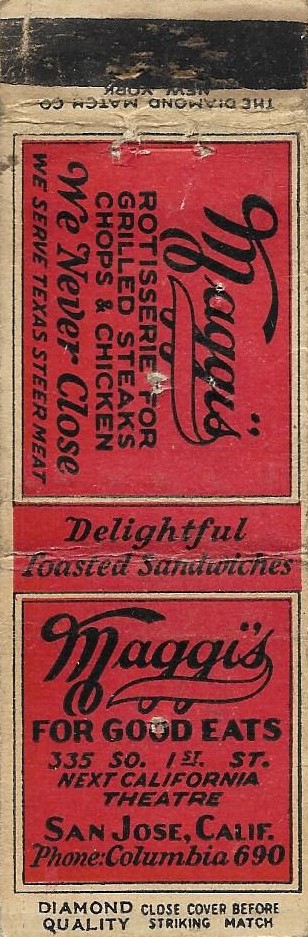 THE DIAMOND MATCH CO.
NEW YORK
Maggi's
ROTISSERIE FOR
GRILLED STEAKS
CHOPS & CHICKEN
We Never Close
WE SERVE TEXAS STEER MEAT
Delightful
Toasted Sandwiches
Maggi's
FOR GOOD EATS
335 SO. 1ST. ST.
NEXT CALIFORNIA
THEATRE
SAN JOSE, CALIF.
Phone: Columbia 690
DIAMOND QUALITY
CLOSE COVER BEFORE
STRIKING MATCH